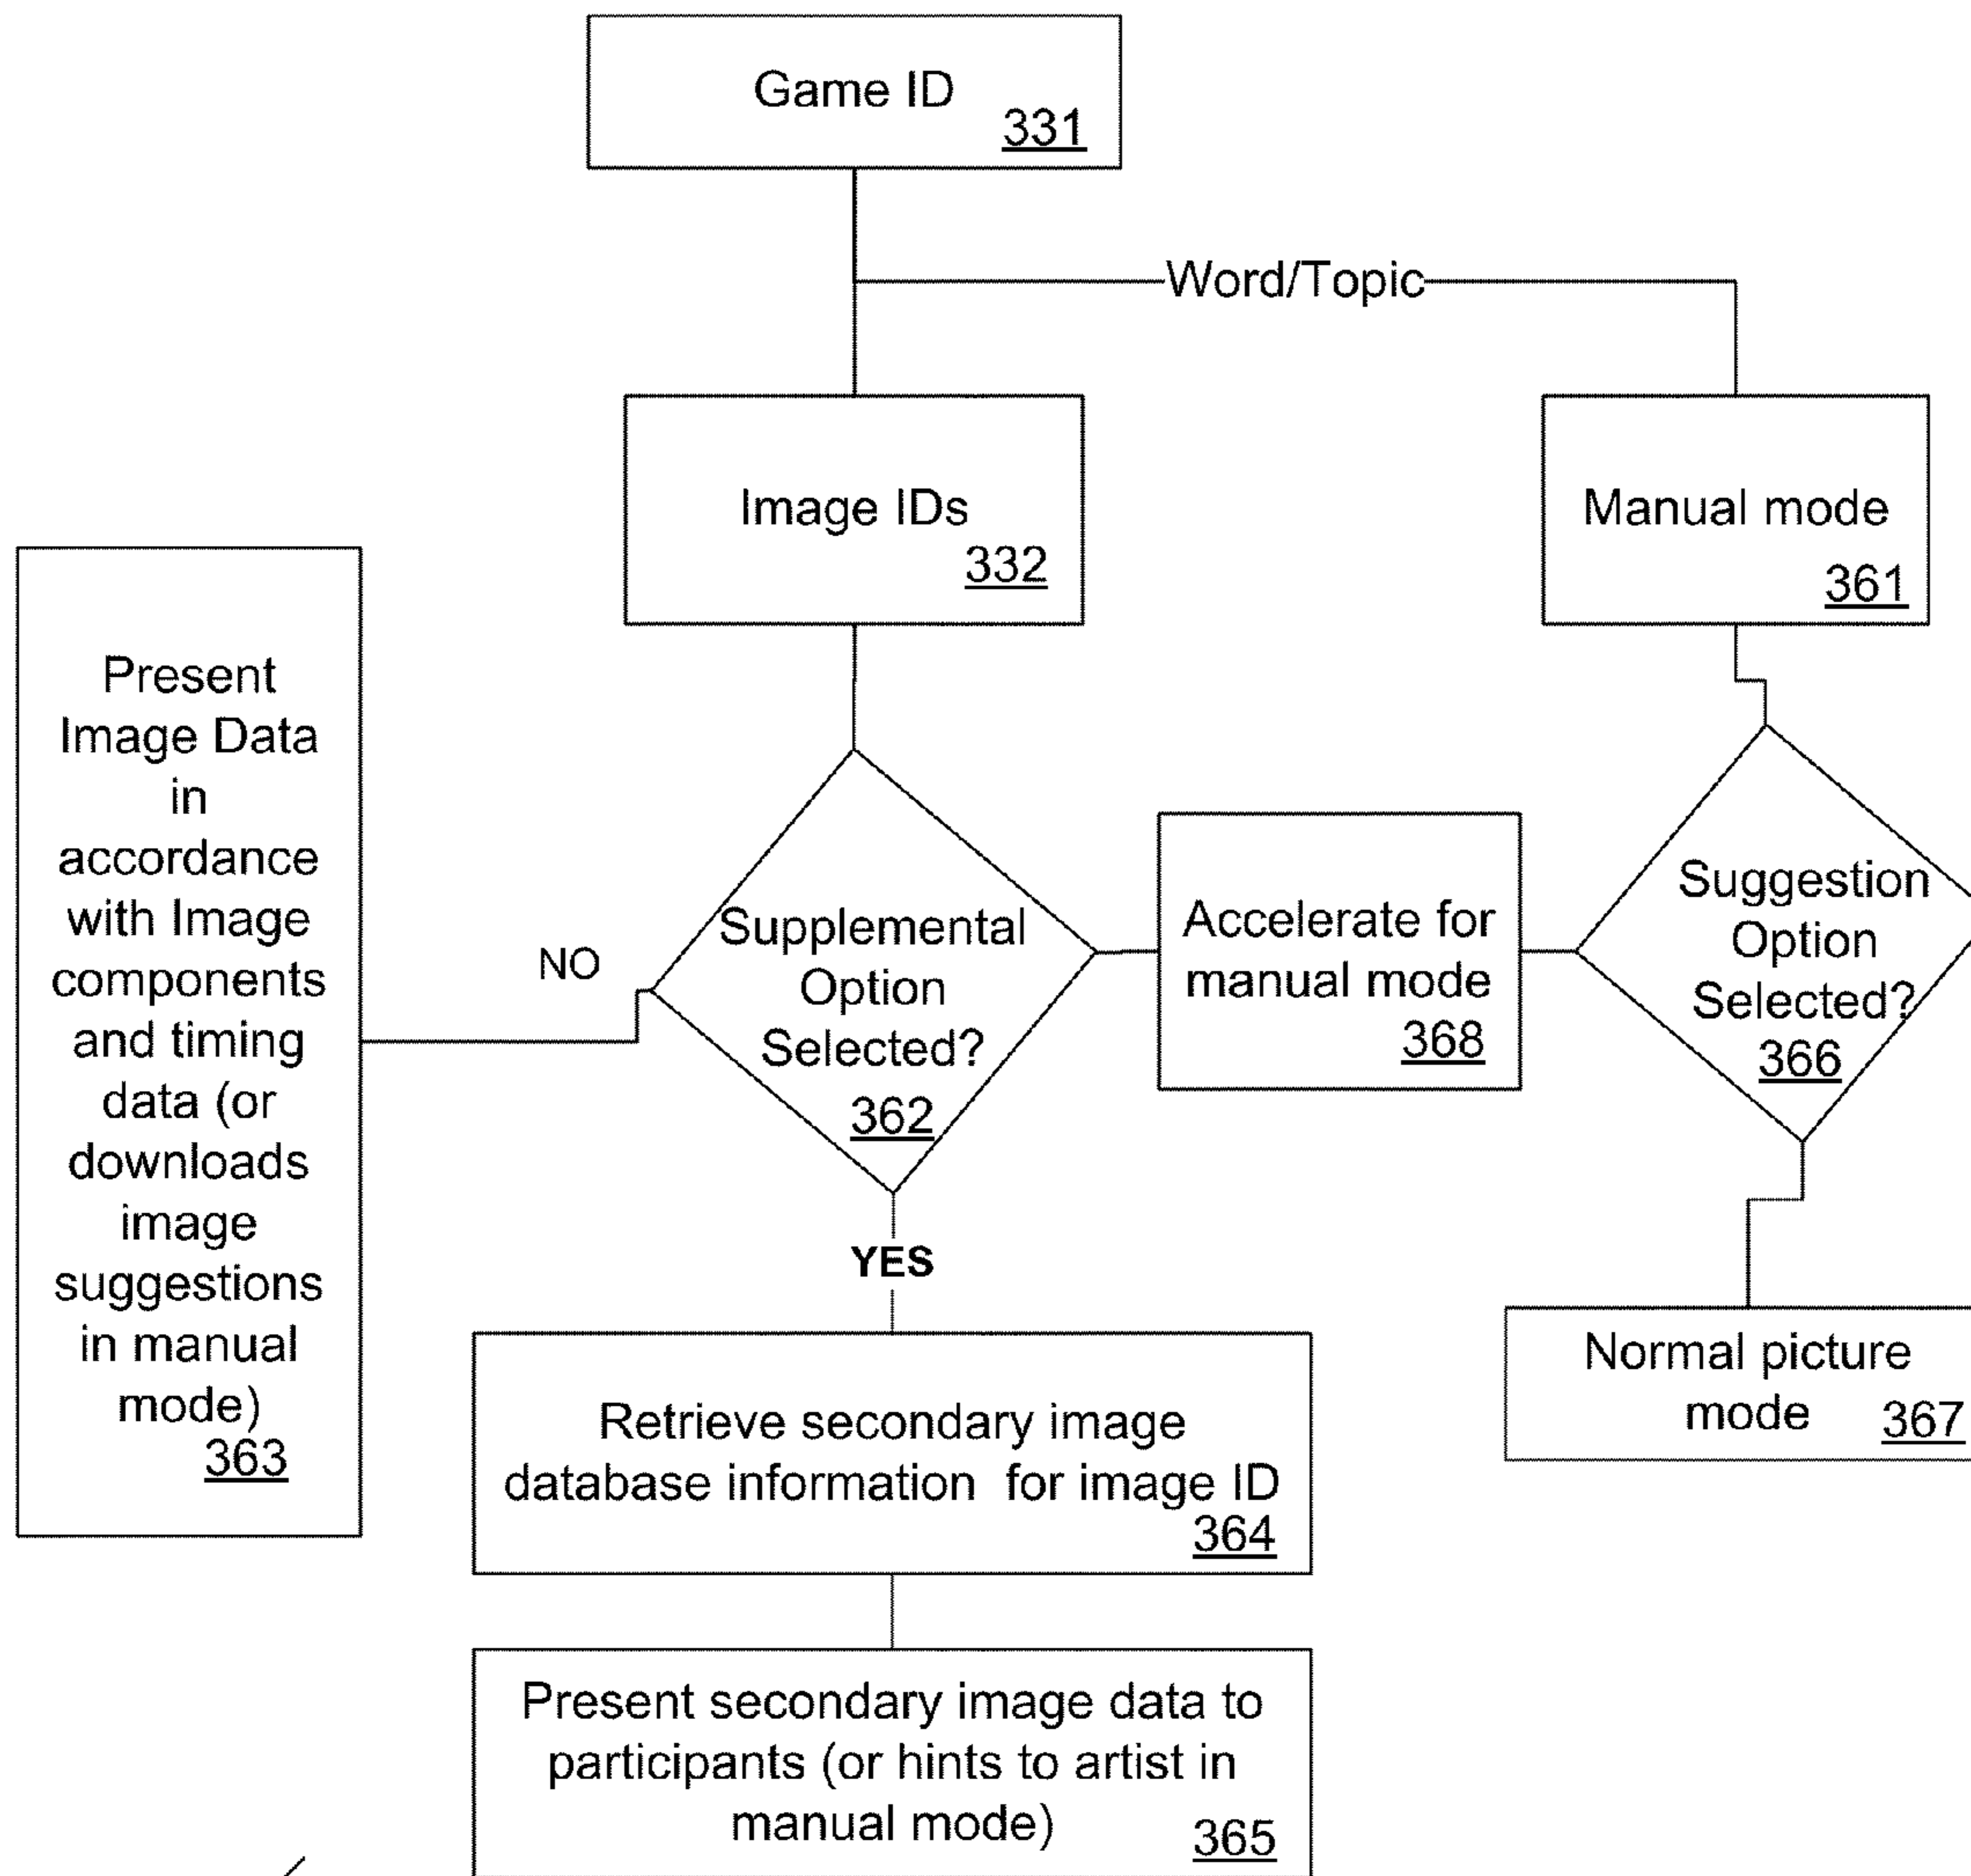 Game ID
331
Word/Topic
Image IDs
332
Manual mode
361
Present
Image Data
in
accordance
with Image
components
and timing
data (or
downloads
image
suggestions
in manual
mode)
363
NO
Supplemental
Option
Selected?
362
Accelerate for
manual mode
368
Suggestion
Option
Selected?
366
YES
Normal picture
mode 367
Retrieve secondary image
database information for image ID
364
Present secondary image data to
participants (or hints to artist in
manual mode) 365